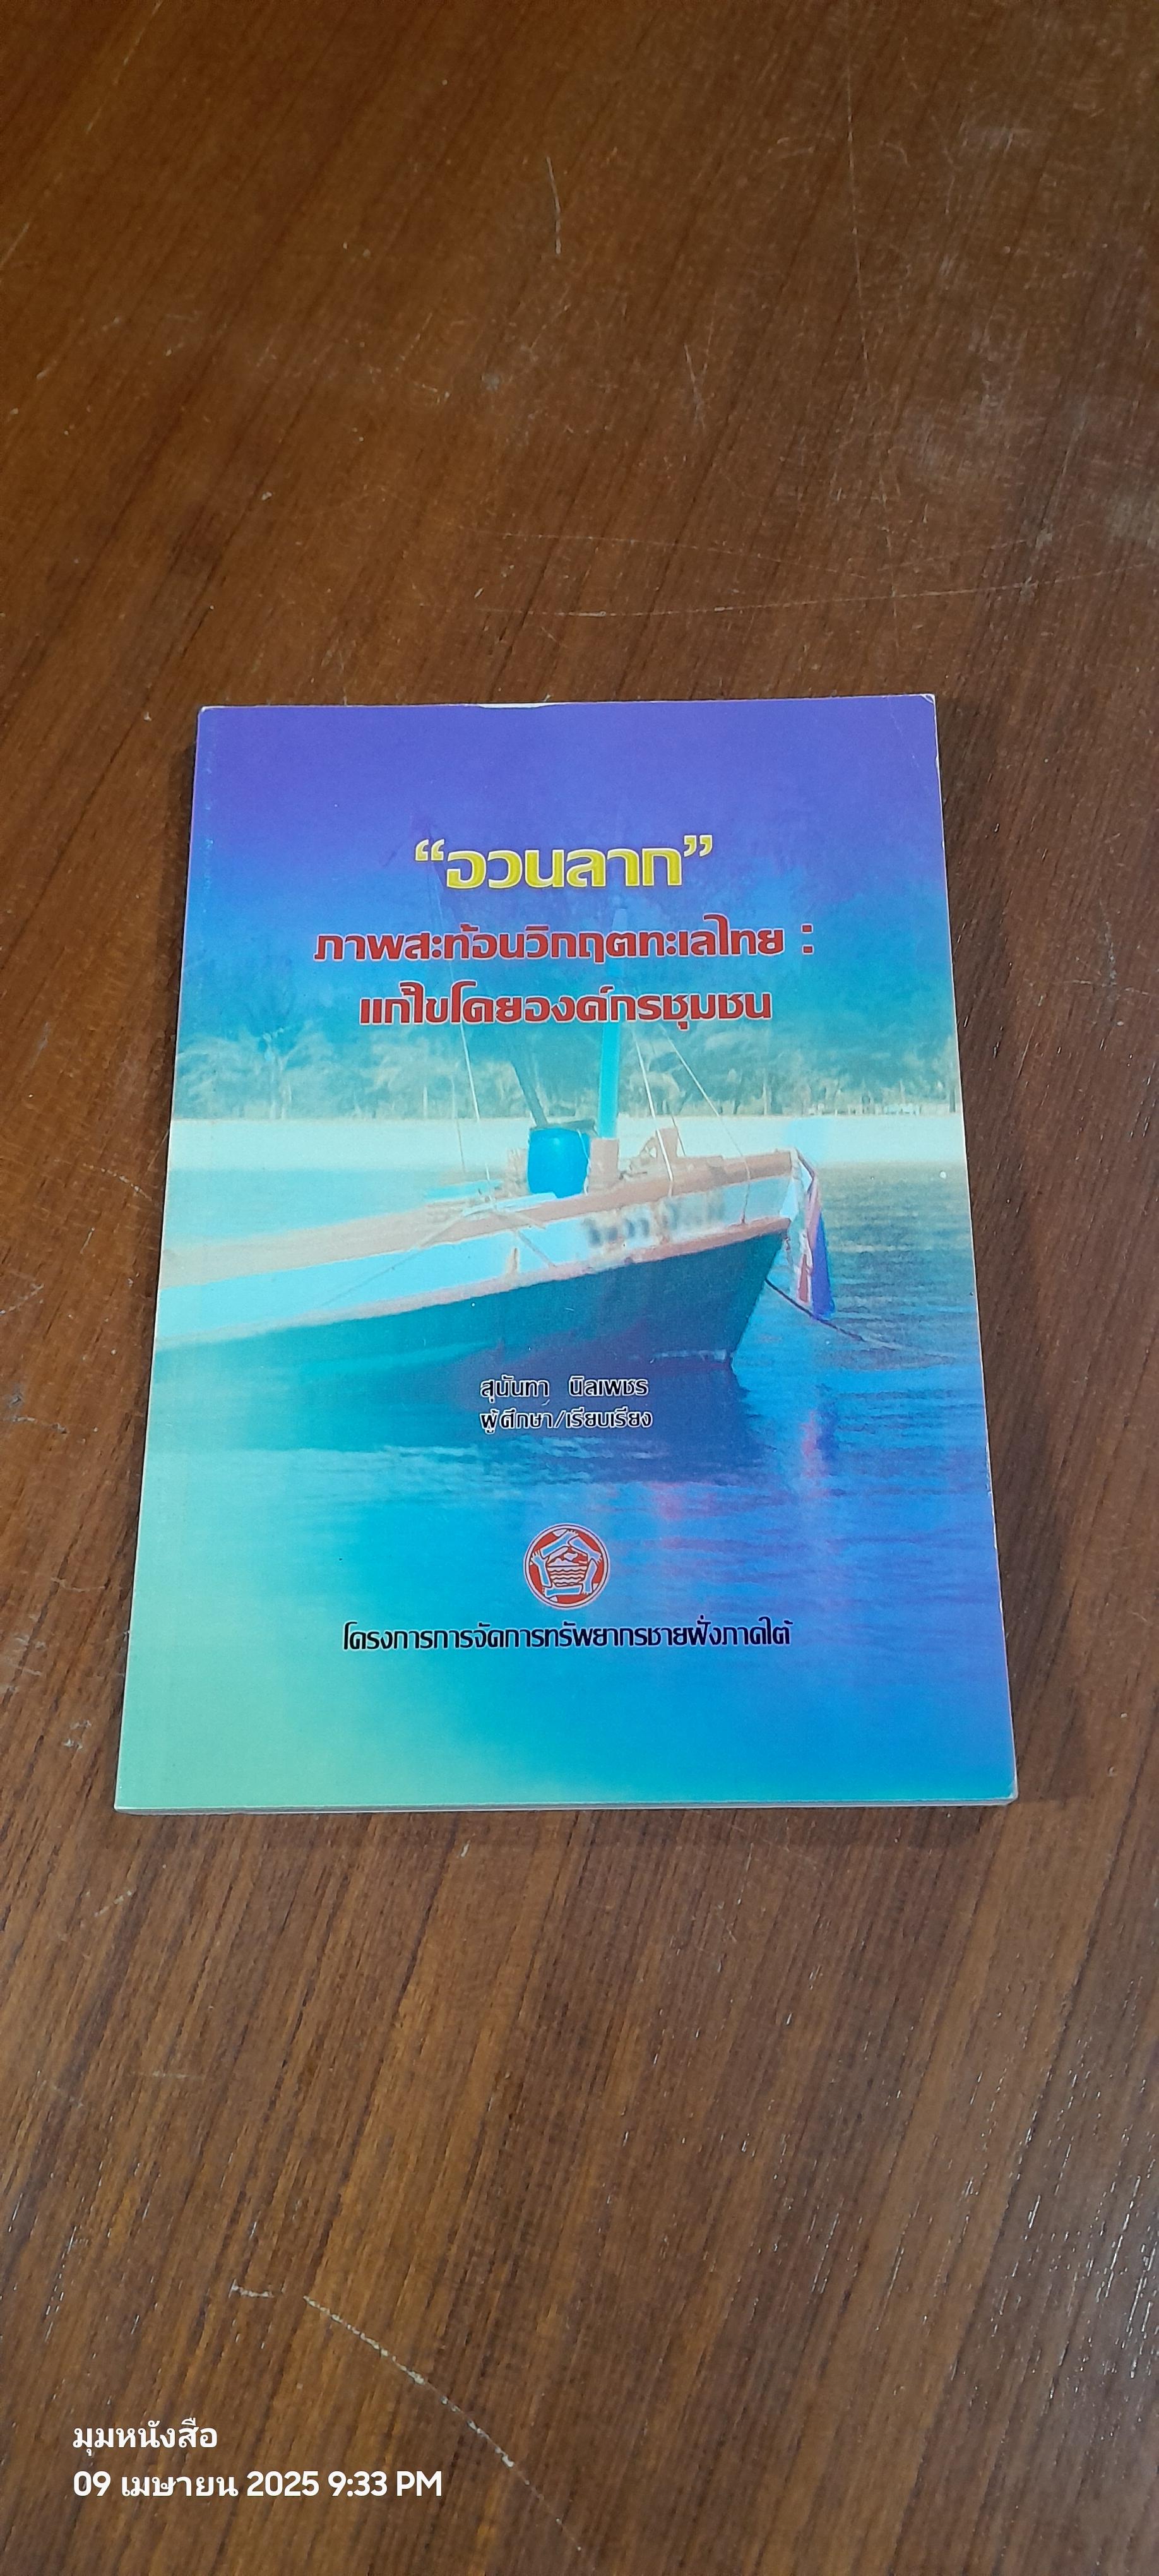 “อวนลาก”
ภาพสะท้อนวิกฤตทะเลไทย :
แก้ไขโดยองค์กรชุมชน
สุนันทา นิลเพชร
ผู้ศึกษา/เรียบเรียง
โครงการการจัดการทรัพยากรชายฝั่งภาคใต้
มุมหนังสือ
09 เมษายน 2025 9:33 PM